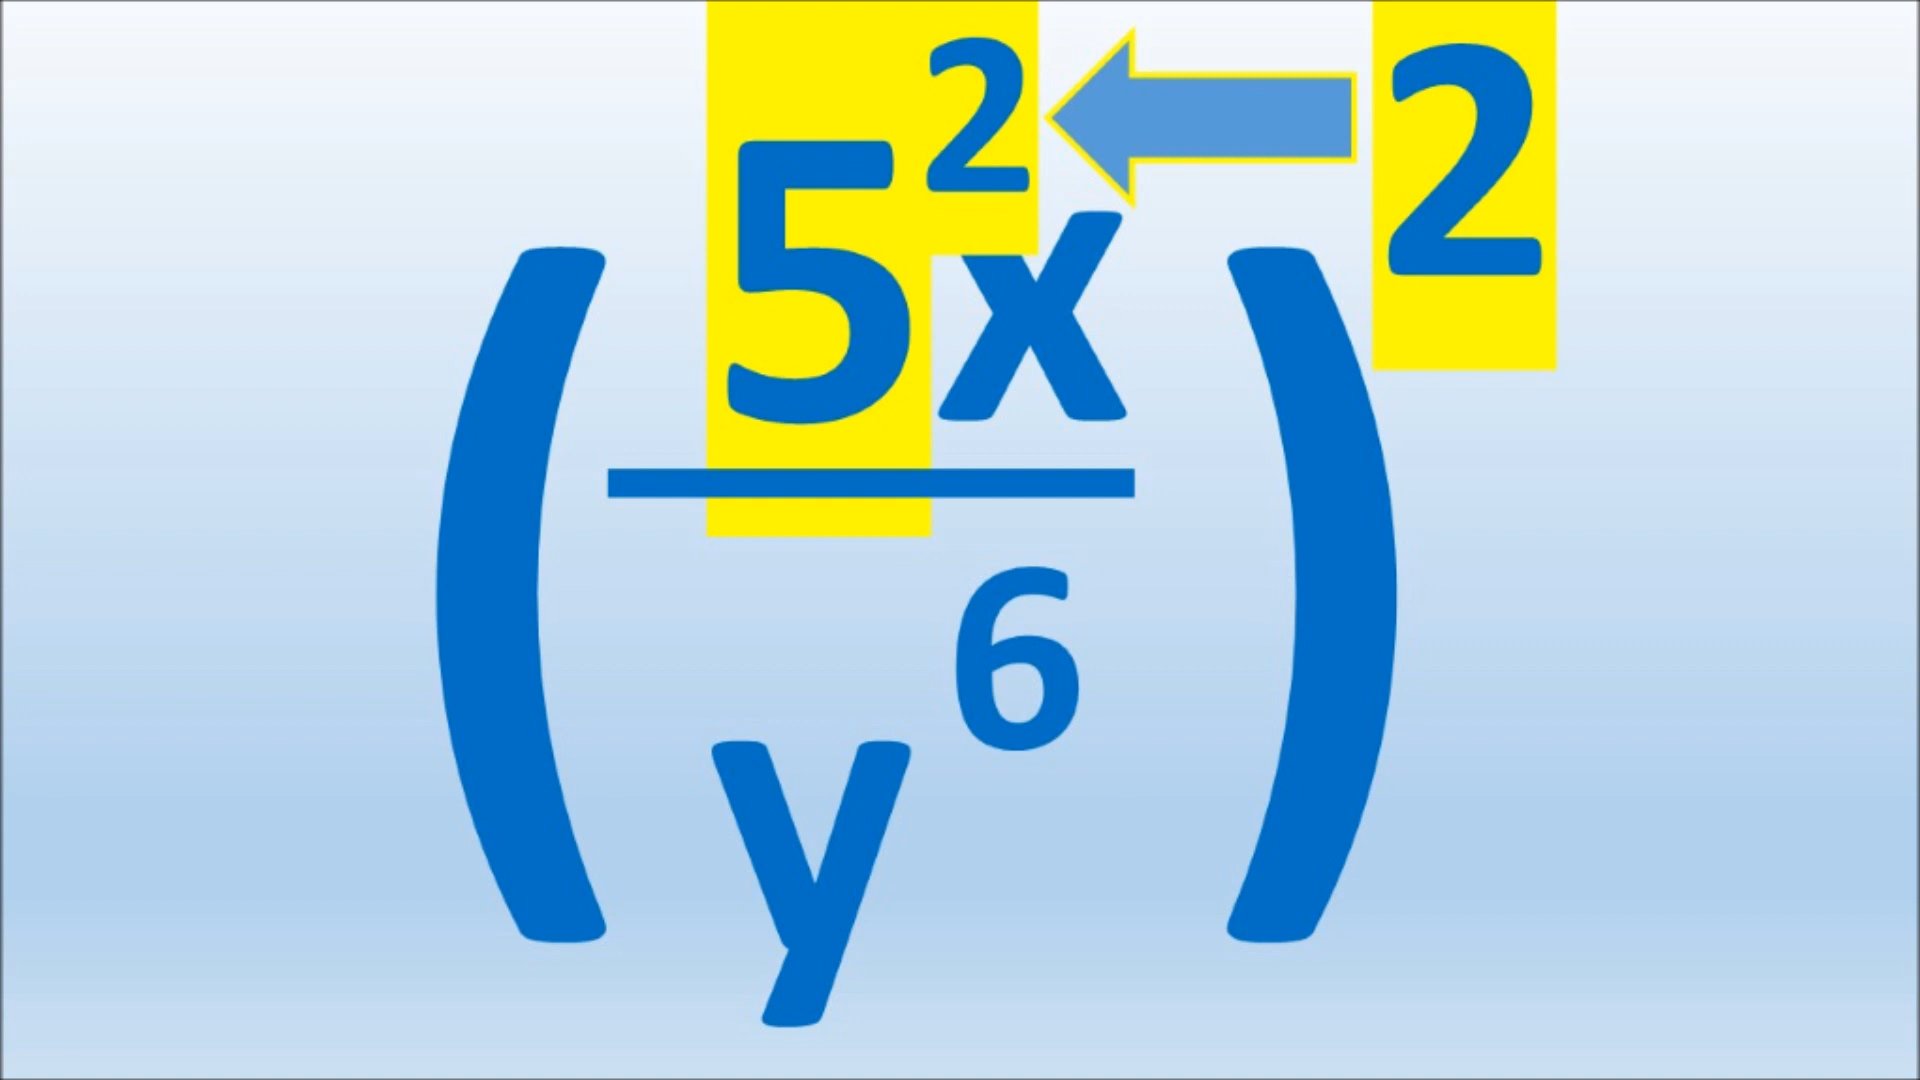 (5²x / y⁶)²